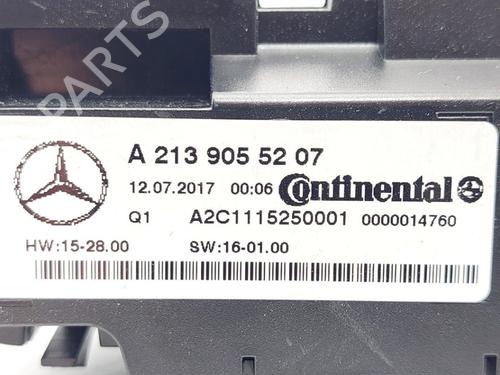 A 213 905 52 07
12.07.2017 00:06 Continental
Q1 A2C1115250001 0000014760
HW:15-28.00 SW:16-01.00
B-PARTS